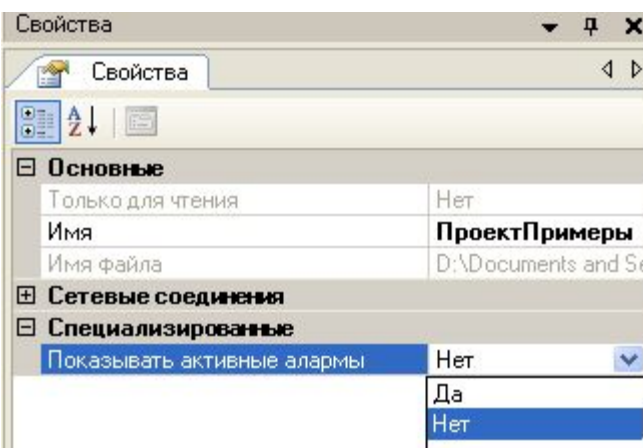 Свойства
Свойства
Основные
Только для чтения Нет
Имя ПроектПримеры
Имя файла D:\Documents and Se
Сетевые соединения
Специализированные
Показывать активные алармы Нет
Да
Нет